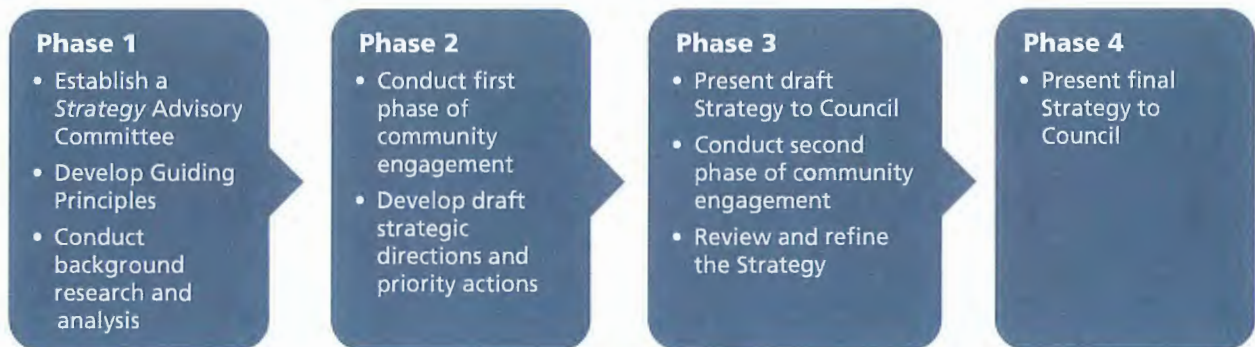 Phase 1
• Establish a
Strategy Advisory
Committee
• Develop Guiding
Principles
• Conduct
background
research and
analysis
Phase 2
• Conduct first
phase of
community
engagement
• Develop draft
strategic
directions and
priority actions
Phase 3
• Present draft
Strategy to Council
• Conduct second
phase of community
engagement
• Review and refine
the Strategy
Phase 4
• Present final
Strategy to
Council